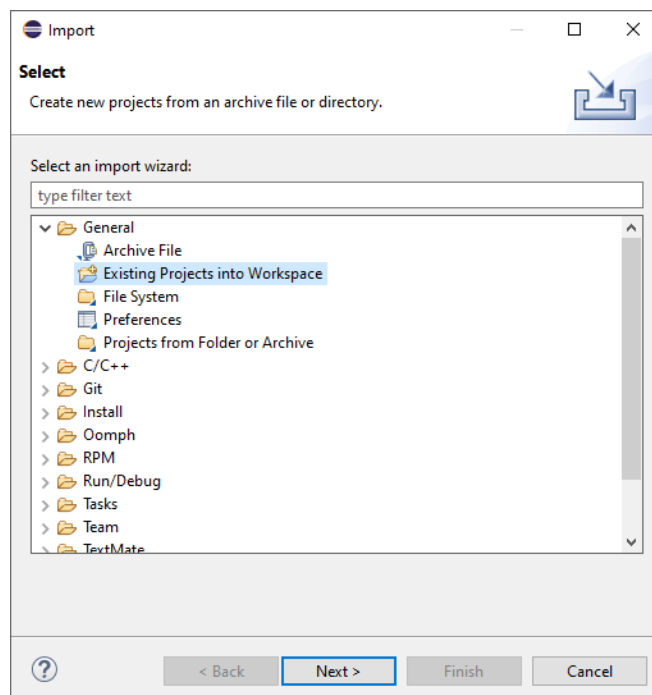 Import
Select
Create new projects from an archive file or directory.
Select an import wizard:
type filter text
General
Archive File
Existing Projects into Workspace
File System
Preferences
Projects from Folder or Archive
C/C++
Git
Install
Oomph
RPM
Run/Debug
Tasks
Team
TextMate
< Back
Next >
Finish
Cancel